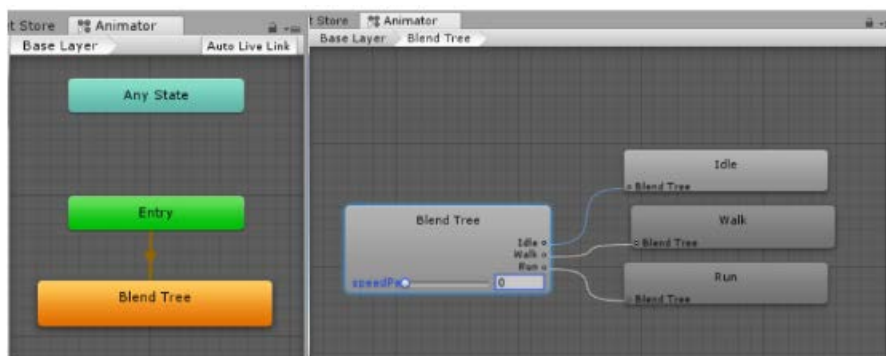 t Store Animator
Base Layer Auto Live Link
Any State
Entry
Blend Tree
t Store Animator
Base Layer Blend Tree
Blend Tree
Idle
Walk
Run
speedPa
0
Idle
Blend Tree
Walk
Blend Tree
Run
Blend Tree